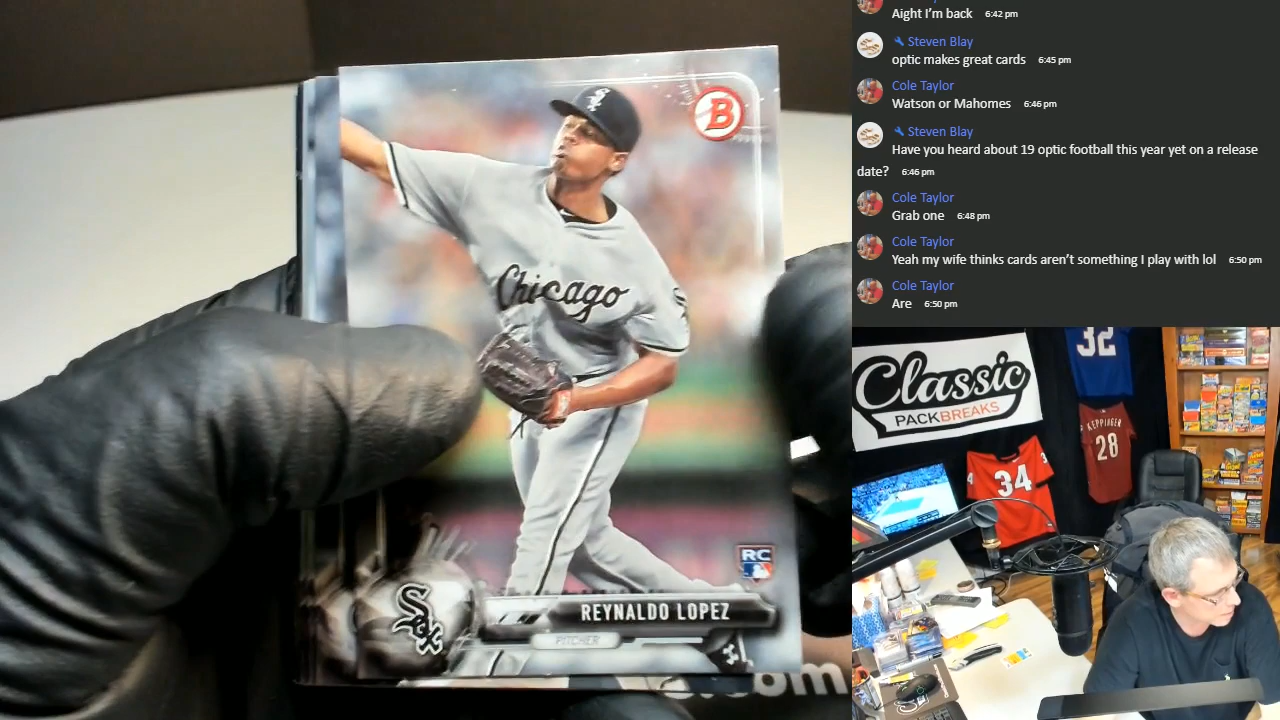 Aight I’m back 6:42 pm
Steven Blay
optic makes great cards 6:45 pm
Cole Taylor
Watson or Mahomes 6:46 pm
Steven Blay
Have you heard about 19 optic football this year yet on a release
date? 6:46 pm
Cole Taylor
Grab one 6:48 pm
Cole Taylor
Yeah my wife thinks cards aren’t something I play with lol 6:50 pm
Cole Taylor
Are 6:50 pm
B
Chicago
RC
REYNALDO LOPEZ
PITCHER
Sox
.com
Classic
PACKBREAKS
32
KEPPINGER
28
34